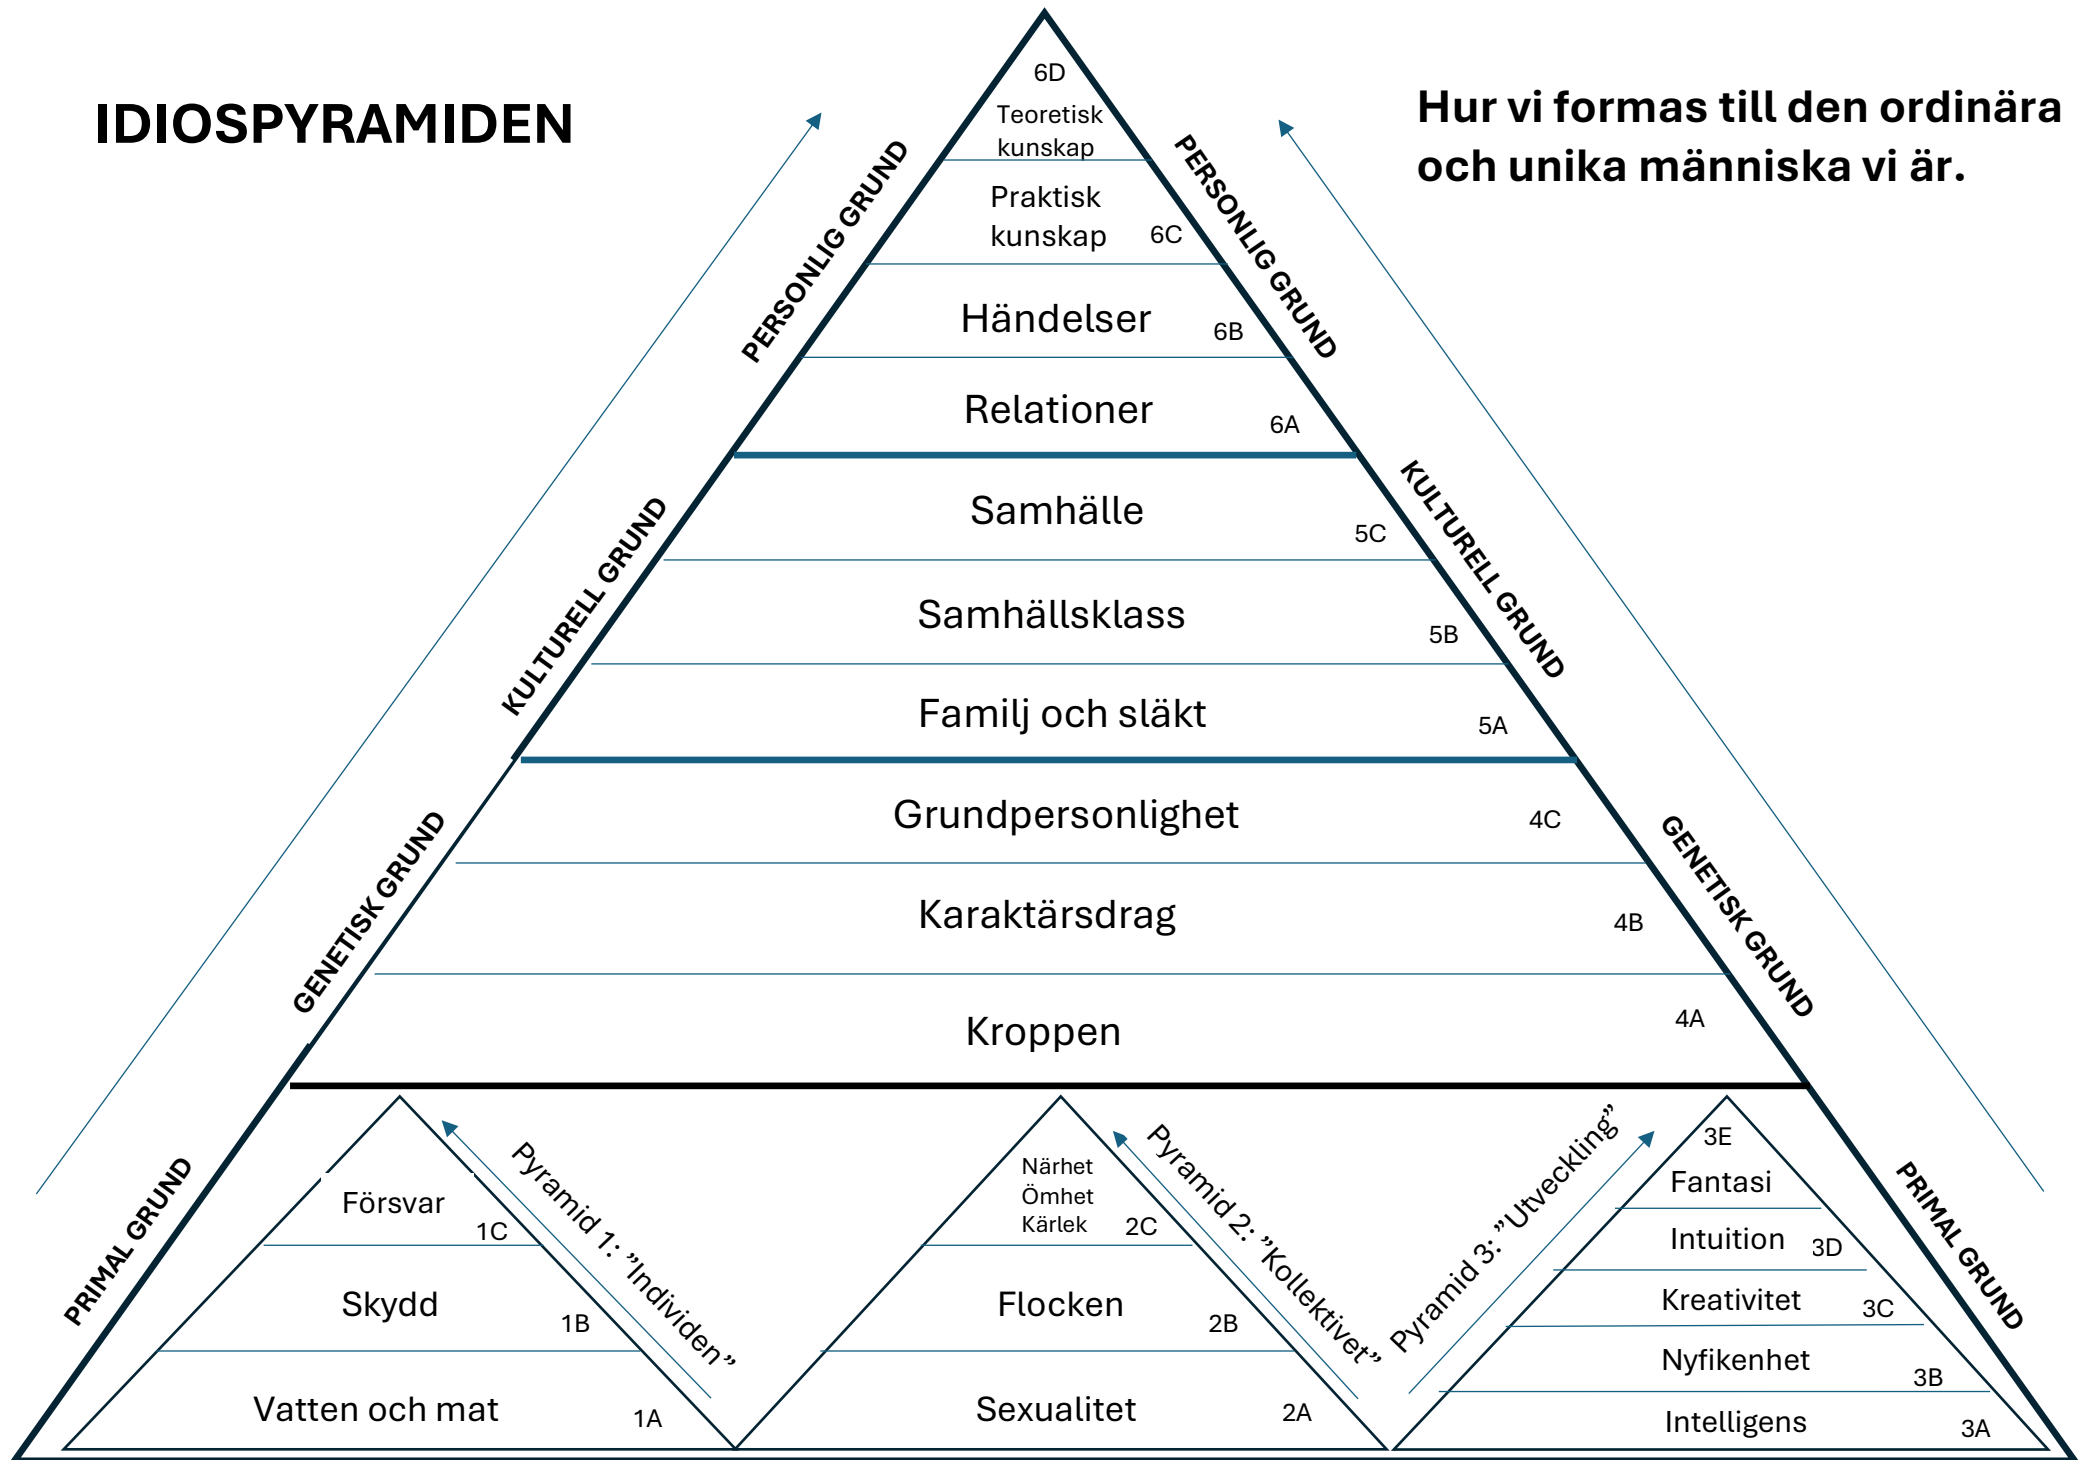 IDIOSPYRAMIDEN
Hur vi formas till den ordinära
och unika människa vi är.
6D
Teoretisk
kunskap
Praktisk
kunskap
6C
Händelser
6B
Relationer
6A
PERSONLIG GRUND
PERSONLIG GRUND
Samhälle
5C
Samhällsklass
5B
Familj och släkt
5A
KULTURELL GRUND
KULTURELL GRUND
Grundpersonlighet
4C
Karaktärsdrag
4B
Kroppen
4A
GENETISK GRUND
GENETISK GRUND
PRIMAL GRUND
PRIMAL GRUND
Försvar
1C
Skydd
1B
Vatten och mat
1A
Pyramid 1: ”Individen”
Närhet
Ömhet
Kärlek
2C
Flocken
2B
Sexualitet
2A
Pyramid 2: ”Kollektivet”
Pyramid 3: ”Utveckling”
3E
Fantasi
Intuition
3D
Kreativitet
3C
Nyfikenhet
3B
Intelligens
3A